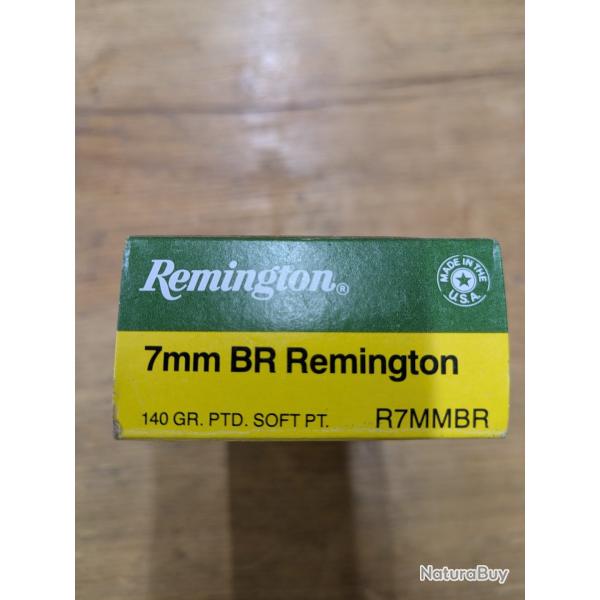 Remington®
MADE IN THE
U.S.A.
7mm BR Remington
140 GR. PTD. SOFT PT.
R7MMBR
NaturaBuy